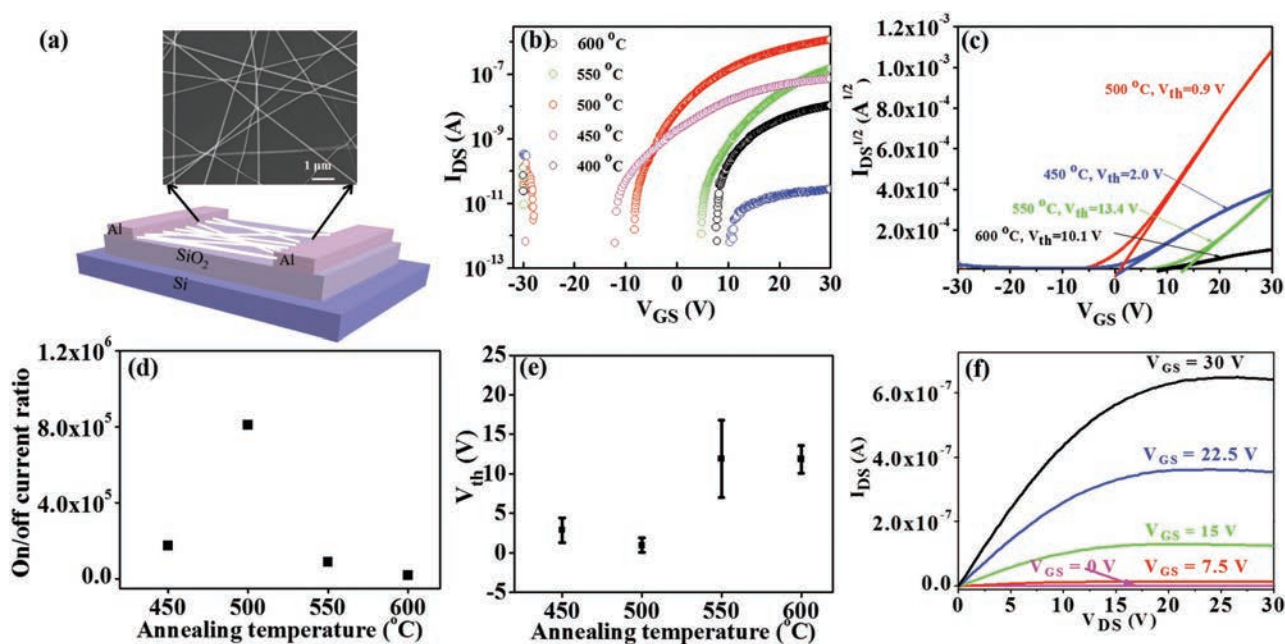 (a)
1 μm
Al
Al
SiO2
Si
(b)
600 °C
550 °C
500 °C
450 °C
400 °C
10-7
10-9
10-11
10-13
IDS (A)
-30 -20 -10 0 10 20 30
VGS (V)
(c)
1.2x10-3
1.0x10-3
8.0x10-4
6.0x10-4
4.0x10-4
2.0x10-4
IDS1/2 (A1/2)
500 °C, Vth=0.9 V
450 °C, Vth=2.0 V
550 °C, Vth=13.4 V
600 °C, Vth=10.1 V
-30 -20 -10 0 10 20 30
VGS (V)
(d)
1.2x106
8.0x105
4.0x105
0.0
On/off current ratio
450 500 550 600
Annealing temperature (°C)
(e)
25
20
15
10
5
0
-5
Vth (V)
450 500 550 600
Annealing temperature (°C)
(f)
6.0x10-7
4.0x10-7
2.0x10-7
0.0
IDS (A)
VGS = 30 V
VGS = 22.5 V
VGS = 15 V
VGS = 0 V
VGS = 7.5 V
0 5 10 15 20 25 30
VDS (V)